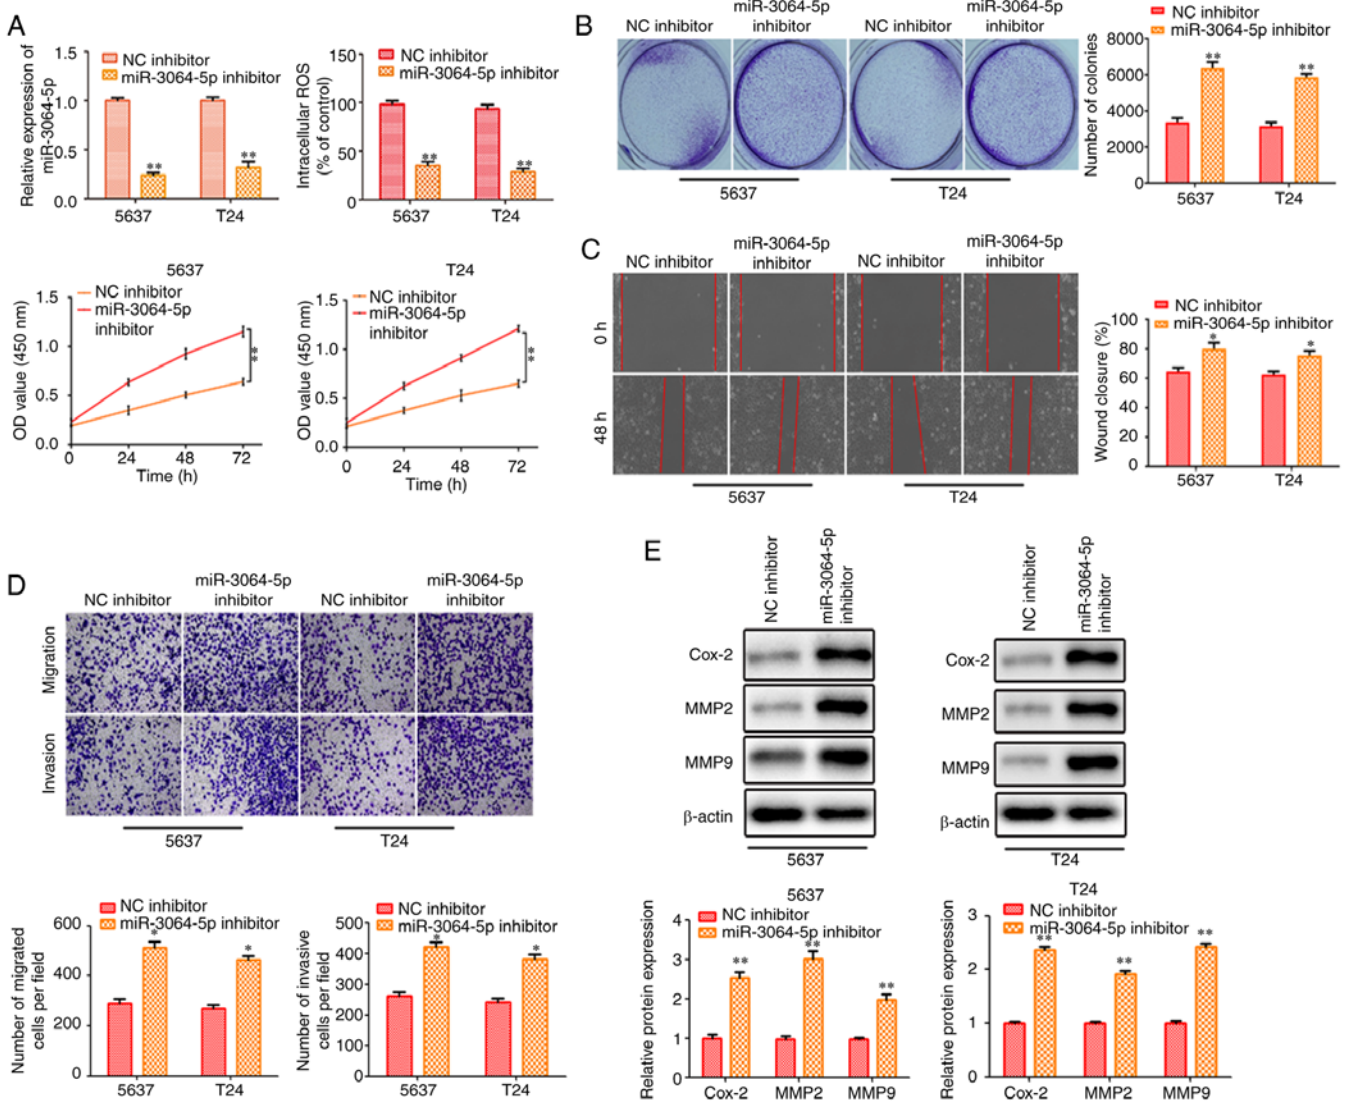 A
Relative expression of
miR-3064-5p
1.5
1.0
0.5
0.0
NC inhibitor
miR-3064-5p inhibitor
**
**
5637
T24
Intracellular ROS
(% of control)
150
100
50
0
NC inhibitor
miR-3064-5p inhibitor
**
**
5637
T24
5637
OD value (450 nm)
1.5
1.0
0.5
0.0
NC inhibitor
miR-3064-5p
inhibitor
**
0
24
48
72
Time (h)
T24
OD value (450 nm)
1.5
1.0
0.5
0.0
NC inhibitor
miR-3064-5p
inhibitor
**
0
24
48
72
Time (h)
B
NC inhibitor
miR-3064-5p
inhibitor
NC inhibitor
miR-3064-5p
inhibitor
5637
T24
Number of colonies
8000
6000
4000
2000
0
NC inhibitor
miR-3064-5p inhibitor
**
**
5637
T24
C
NC inhibitor
miR-3064-5p
inhibitor
NC inhibitor
miR-3064-5p
inhibitor
0 h
48 h
5637
T24
Wound closure (%)
100
80
60
40
20
0
NC inhibitor
miR-3064-5p inhibitor
*
*
5637
T24
D
NC inhibitor
miR-3064-5p
inhibitor
NC inhibitor
miR-3064-5p
inhibitor
Migration
Invasion
5637
T24
Number of migrated
cells per field
600
400
200
0
NC inhibitor
miR-3064-5p inhibitor
*
*
5637
T24
Number of invasive
cells per field
500
400
300
200
100
0
NC inhibitor
miR-3064-5p inhibitor
*
*
5637
T24
E
NC inhibitor
miR-3064-5p
inhibitor
Cox-2
MMP2
MMP9
β-actin
5637
NC inhibitor
miR-3064-5p
inhibitor
Cox-2
MMP2
MMP9
β-actin
T24
5637
Relative protein expression
4
3
2
1
0
NC inhibitor
miR-3064-5p inhibitor
**
**
**
Cox-2
MMP2
MMP9
T24
Relative protein expression
3
2
1
0
NC inhibitor
miR-3064-5p inhibitor
**
**
**
Cox-2
MMP2
MMP9